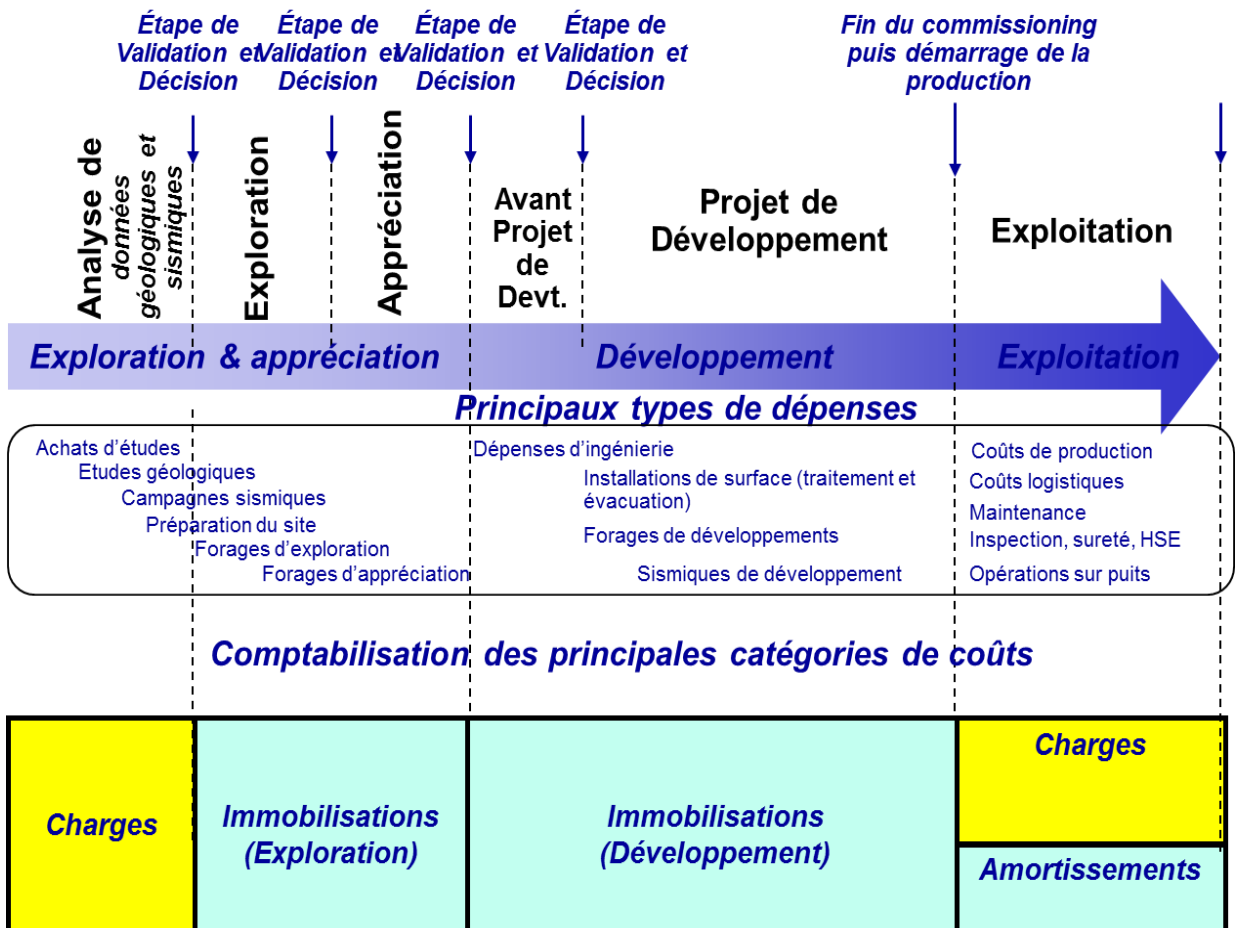 Étape de
Validation et
Décision
Étape de
Validation et
Décision
Étape de
Validation et
Décision
Étape de
Validation et
Décision
Fin du commissioning
puis démarrage de la
production
Analyse de
données
géologiques et
sismiques
Exploration
Appréciation
Avant
Projet
de
Devt.
Projet de
Développement
Exploitation
Exploration & appréciation
Développement
Exploitation
Principaux types de dépenses
Achats d’études
Etudes géologiques
Campagnes sismiques
Préparation du site
Forages d’exploration
Forages d’appréciation
Dépenses d’ingénierie
Installations de surface (traitement et
évacuation)
Forages de développements
Sismiques de développement
Coûts de production
Coûts logistiques
Maintenance
Inspection, sureté, HSE
Opérations sur puits
Comptabilisation des principales catégories de coûts
Charges
Immobilisations
(Exploration)
Immobilisations
(Développement)
Charges
Amortissements